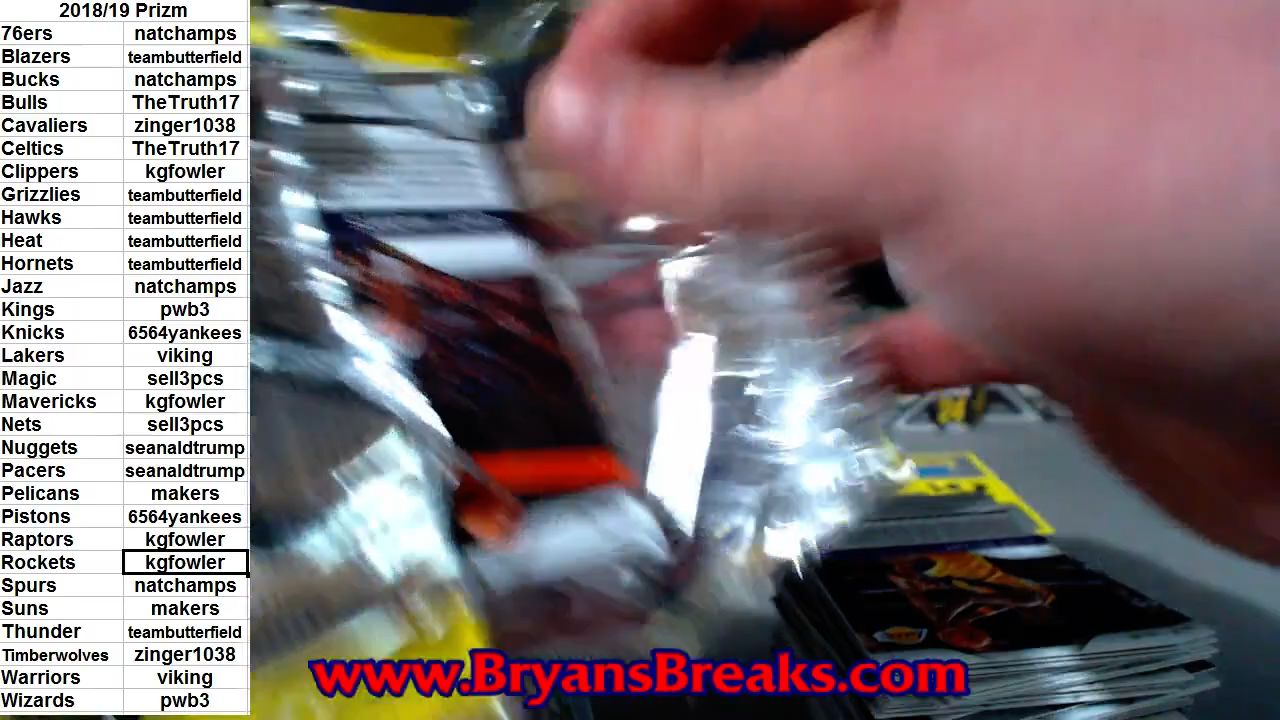 2018/19 Prizm
76ers natchamps
Blazers teambutterfield
Bucks natchamps
Bulls TheTruth17
Cavaliers zinger1038
Celtics TheTruth17
Clippers kgfowler
Grizzlies teambutterfield
Hawks teambutterfield
Heat teambutterfield
Hornets teambutterfield
Jazz natchamps
Kings pwb3
Knicks 6564yankees
Lakers viking
Magic sell3pcs
Mavericks kgfowler
Nets sell3pcs
Nuggets seanaldtrump
Pacers seanaldtrump
Pelicans makers
Pistons 6564yankees
Raptors kgfowler
Rockets kgfowler
Spurs natchamps
Suns makers
Thunder teambutterfield
Timberwolves zinger1038
Warriors viking
Wizards pwb3
www.BryansBreaks.com